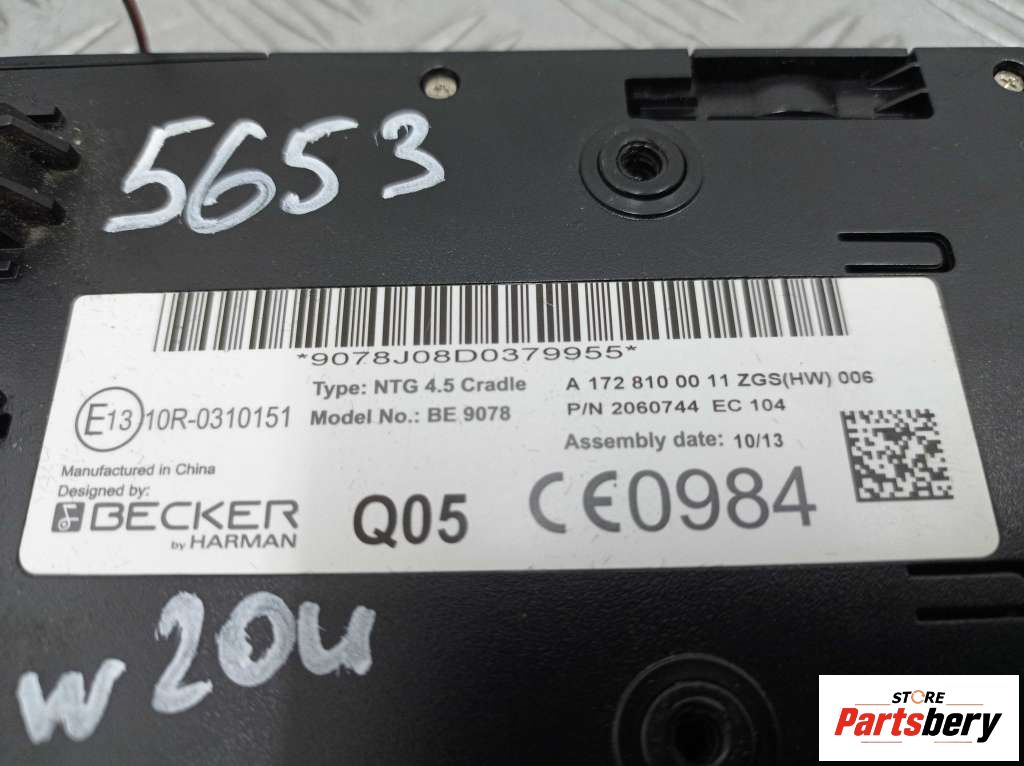 5653
*9078J08D0379955*
Type: NTG 4.5 Cradle
A 172 810 00 11 ZGS(HW) 006
E13 10R-0310151
Model No.: BE 9078
P/N 2060744 EC 104
Assembly date: 10/13
Manufactured in China
Designed by:
BECKER
by HARMAN
Q05
CE0984
w 204
STORE
Partsbery